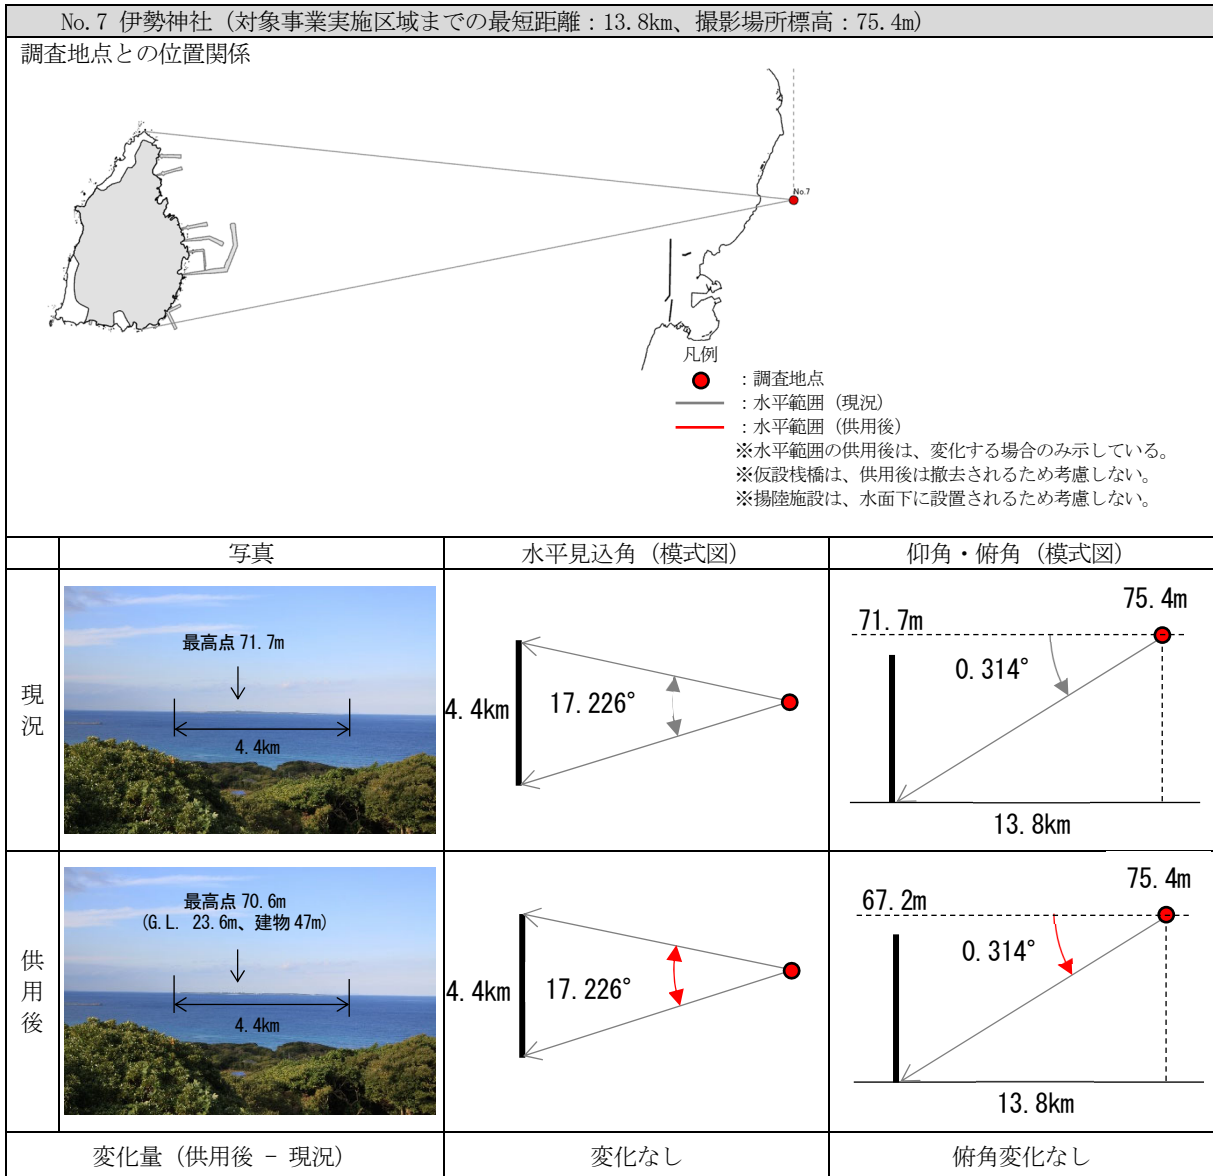 No.7 伊勢神社（対象事業実施区域までの最短距離：13.8km、撮影場所標高：75.4m）
調査地点との位置関係
No.7
凡例
：調査地点
：水平範囲（現況）
：水平範囲（供用後）
※水平範囲の供用後は、変化する場合のみ示している。
※仮設桟橋は、供用後は撤去されるため考慮しない。
※揚陸施設は、水面下に設置されるため考慮しない。
写真
水平見込角（模式図）
仰角・俯角（模式図）
現況
最高点 71.7m
4.4km
4.4km
17.226°
71.7m
75.4m
0.314°
13.8km
供用後
最高点 70.6m
(G.L. 23.6m、建物 47m)
4.4km
4.4km
17.226°
67.2m
75.4m
0.314°
13.8km
変化量（供用後 － 現況）
変化なし
俯角変化なし